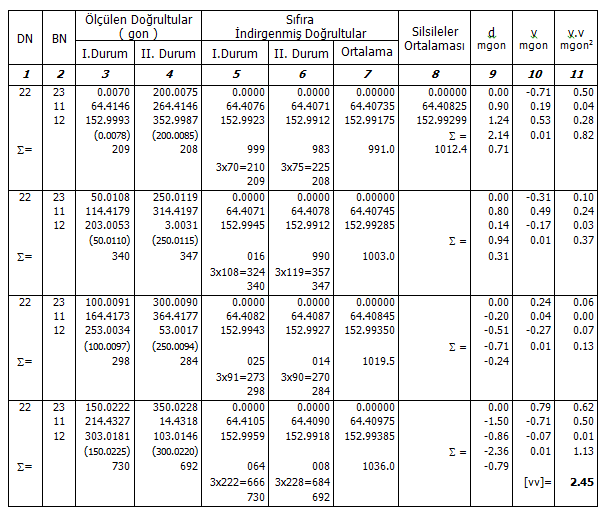 DN BN Ölçülen Doğrultular ( gon ) Sıfıra İndirgenmiş Doğrultular Silsileler Ortalaması d mgon v mgon v.v mgon²
I.Durum II. Durum I.Durum II. Durum Ortalama
1 2 3 4 5 6 7 8 9 10 11
22 23 0.0070 200.0075 0.0000 0.0000 0.00000 0.00000 0.00 -0.71 0.50
11 64.4146 264.4146 64.4076 64.4071 64.40735 64.40825 0.90 0.19 0.04
12 152.9993 352.9987 152.9923 152.9912 152.99175 152.99299 1.24 0.53 0.28
(0.0078) (200.0085) Σ = 2.14 0.01 0.82
Σ= 209 208 999 983 991.0 1012.4 0.71
3x70=210 3x75=225
209 208
22 23 50.0108 250.0119 0.0000 0.0000 0.00000 0.00 -0.31 0.10
11 114.4179 314.4197 64.4071 64.4078 64.40745 0.80 0.49 0.24
12 203.0053 3.0031 152.9945 152.9912 152.99285 0.14 -0.17 0.03
(50.0110) (250.0115) Σ = 0.94 0.01 0.37
Σ= 340 347 016 990 1003.0 0.31
3x108=324 3x119=357
340 347
22 23 100.0091 300.0090 0.0000 0.0000 0.00000 0.00 0.24 0.06
11 164.4173 364.4177 64.4082 64.4087 64.40845 -0.20 0.04 0.00
12 253.0034 53.0017 152.9943 152.9927 152.99350 -0.51 -0.27 0.07
(100.0097) (250.0094) Σ = -0.71 0.01 0.13
Σ= 298 284 025 014 1019.5 -0.24
3x91=273 3x90=270
298 284
22 23 150.0222 350.0228 0.0000 0.0000 0.00000 0.00 0.79 0.62
11 214.4327 14.4318 64.4105 64.4090 64.40975 -1.50 -0.71 0.50
12 303.0181 103.0146 152.9959 152.9918 152.99385 -0.86 -0.07 0.01
(150.0225) (300.0220) Σ = -2.36 0.01 1.13
Σ= 730 692 064 008 1036.0 -0.79
3x222=666 3x228=684 [vv]= 2.45
730 692